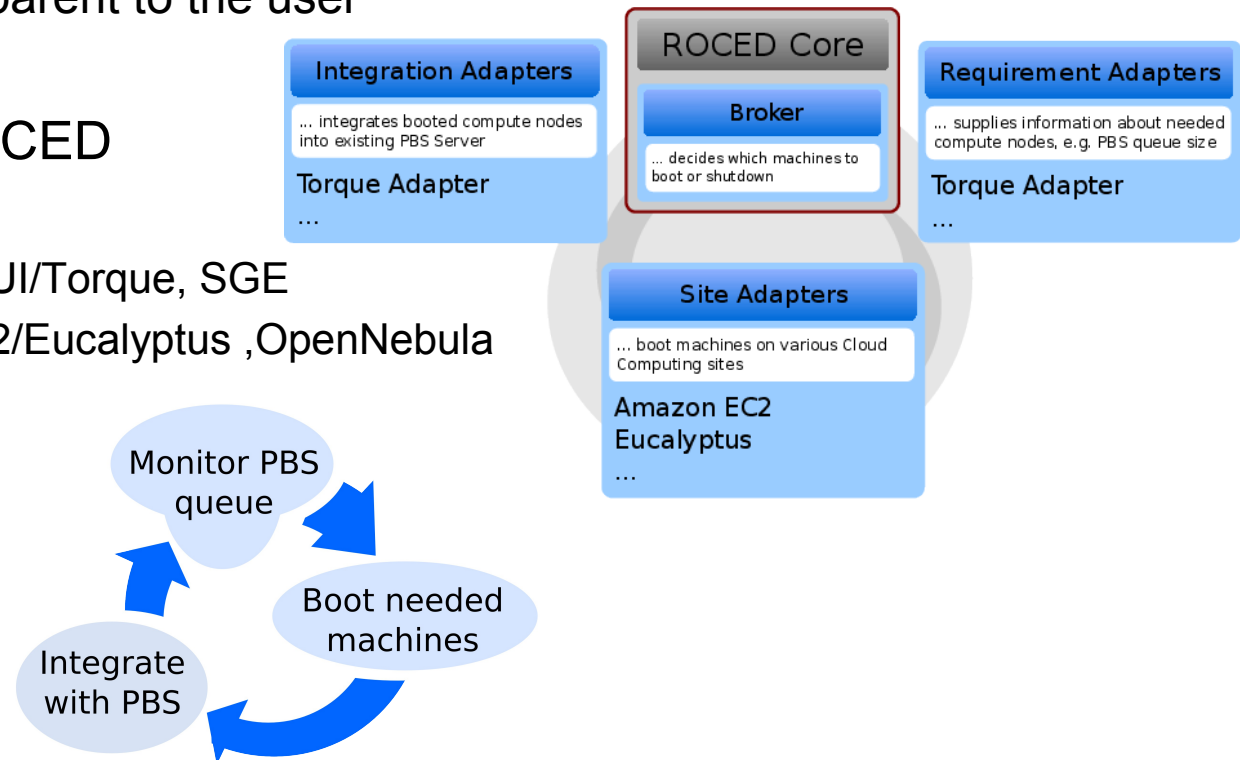 parent to the user
CED
UI/Torque, SGE
2/Eucalyptus ,OpenNebula
Integration Adapters
... integrates booted compute nodes
into existing PBS Server
Torque Adapter
...
ROCED Core
Broker
... decides which machines to
boot or shutdown
Requirement Adapters
... supplies information about needed
compute nodes, e.g. PBS queue size
Torque Adapter
...
Site Adapters
... boot machines on various Cloud
Computing sites
Amazon EC2
Eucalyptus
...
Monitor PBS
queue
Boot needed
machines
Integrate
with PBS